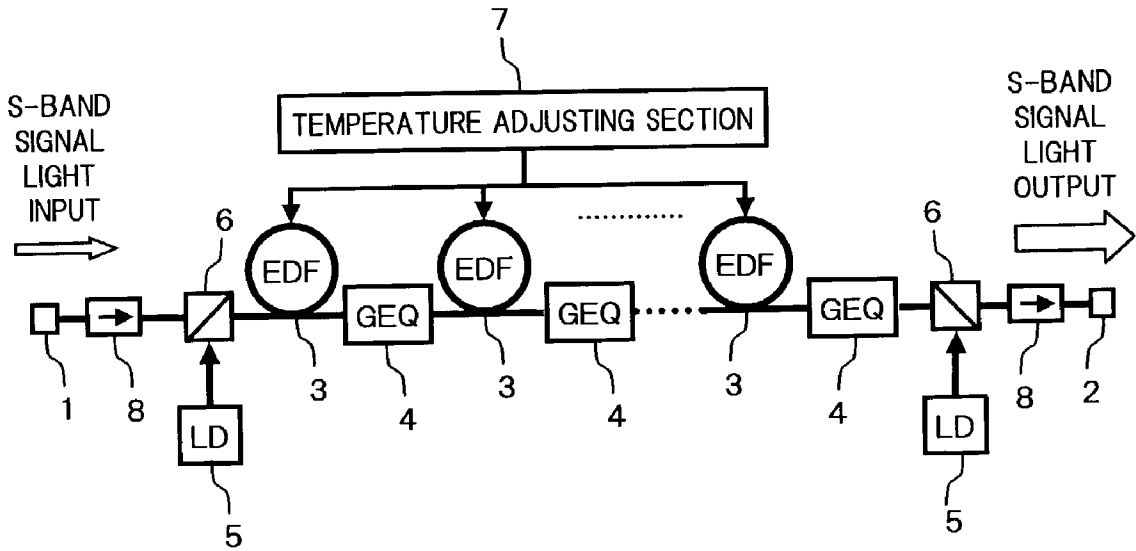 7
S-BAND
SIGNAL
LIGHT
INPUT
TEMPERATURE ADJUSTING SECTION
S-BAND
SIGNAL
LIGHT
OUTPUT
6
EDF
EDF
EDF
6
GEQ
GEQ
GEQ
1
8
3
4
3
4
3
4
8
2
LD
LD
5
5